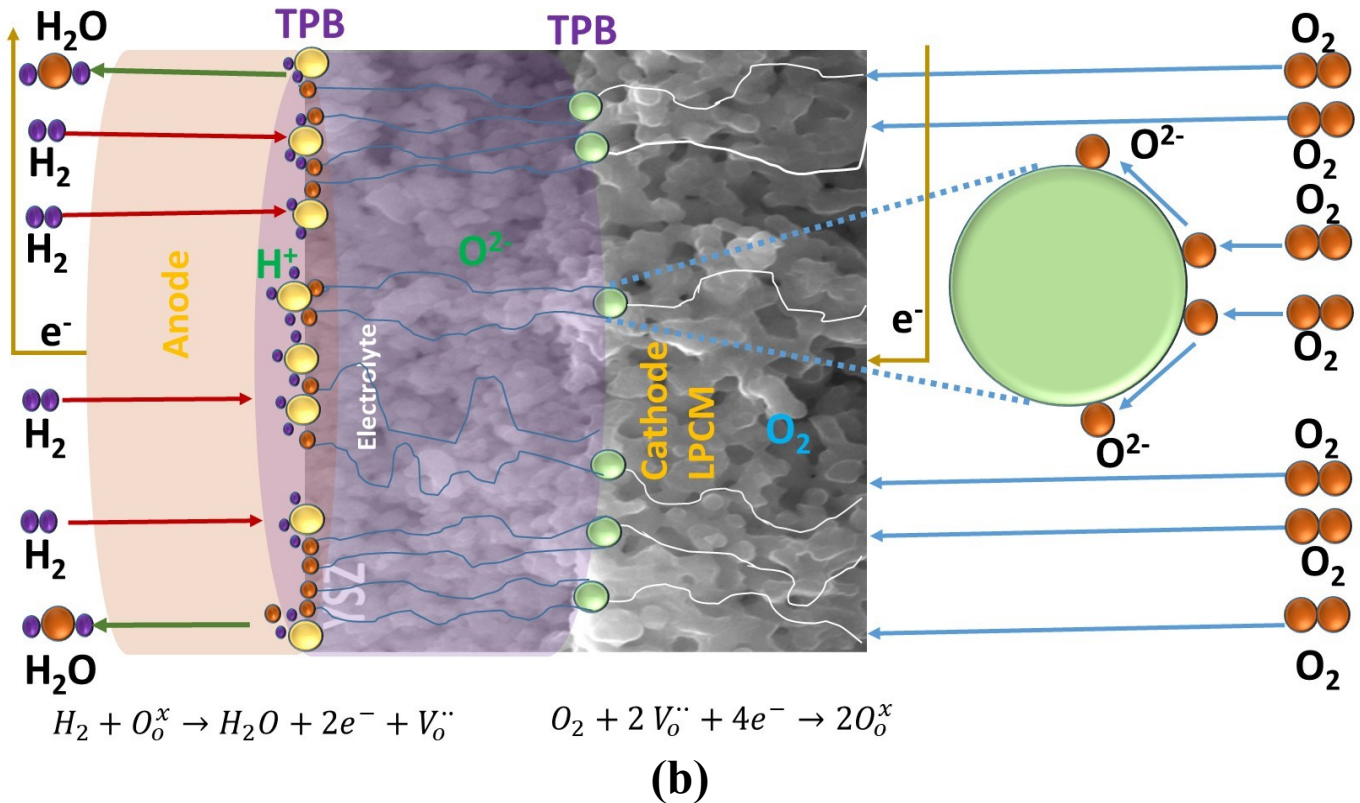 TPB
TPB
H₂O
O₂
H₂
O²⁻
O₂
O₂
H₂
H⁺
O²⁻
Anode
e⁻
Electrolyte
Cathode
LPCM
O₂
e⁻
O₂
H₂
O²⁻
O₂
H₂
YSZ
O₂
H₂O
O₂
H₂ + Oₒˣ → H₂O + 2e⁻ + Vₒ¨
O₂ + 2 Vₒ¨ + 4e⁻ → 2Oₒˣ
(b)